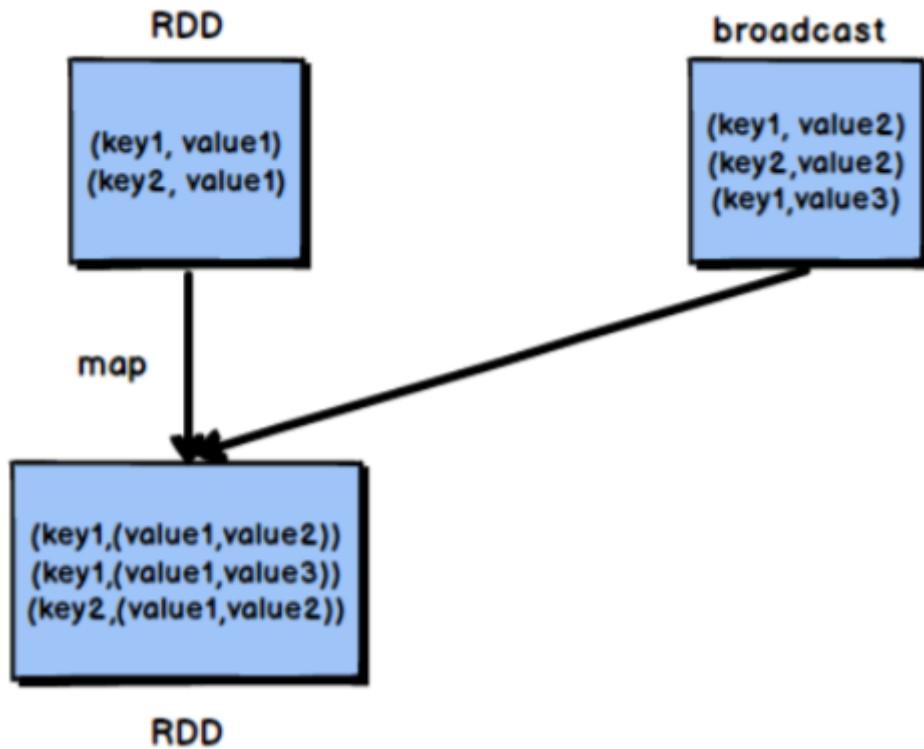 RDD
(key1, value1)
(key2, value1)
broadcast
(key1, value2)
(key2,value2)
(key1,value3)
map
(key1,(value1,value2))
(key1,(value1,value3))
(key2,(value1,value2))
RDD